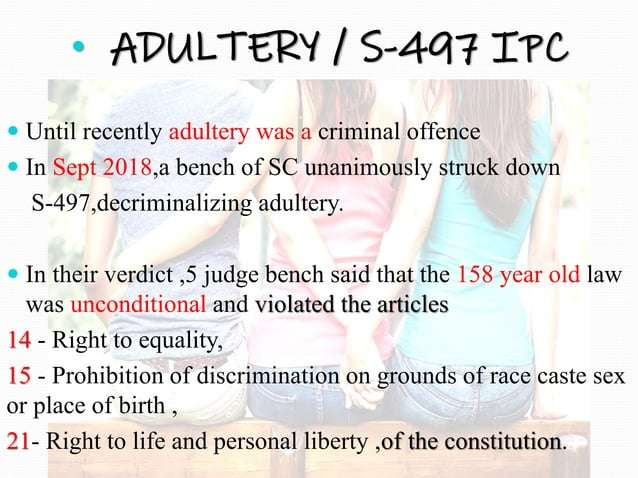 • ADULTERY / S-497 IPC
• Until recently adultery was a criminal offence
• In Sept 2018,a bench of SC unanimously struck down
S-497,decriminalizing adultery.
• In their verdict ,5 judge bench said that the 158 year old law
was unconditional and violated the articles
14 - Right to equality,
15 - Prohibition of discrimination on grounds of race caste sex
or place of birth ,
21- Right to life and personal liberty ,of the constitution.